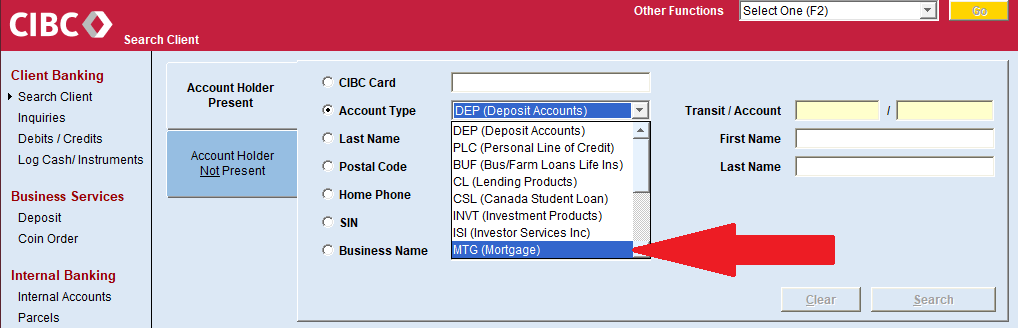 CIBC
Search Client
Other Functions Select One (F2) Go
Client Banking
Search Client
Inquiries
Debits / Credits
Log Cash/ Instruments
Business Services
Deposit
Coin Order
Internal Banking
Internal Accounts
Parcels
Account Holder
Present
Account Holder
Not Present
CIBC Card
Account Type DEP (Deposit Accounts)
Last Name
Postal Code
Home Phone
SIN
Business Name
DEP (Deposit Accounts)
PLC (Personal Line of Credit)
BUF (Bus/Farm Loans Life Ins)
CL (Lending Products)
CSL (Canada Student Loan)
INVT (Investment Products)
ISI (Investor Services Inc)
MTG (Mortgage)
Transit / Account /
First Name
Last Name
Clear Search